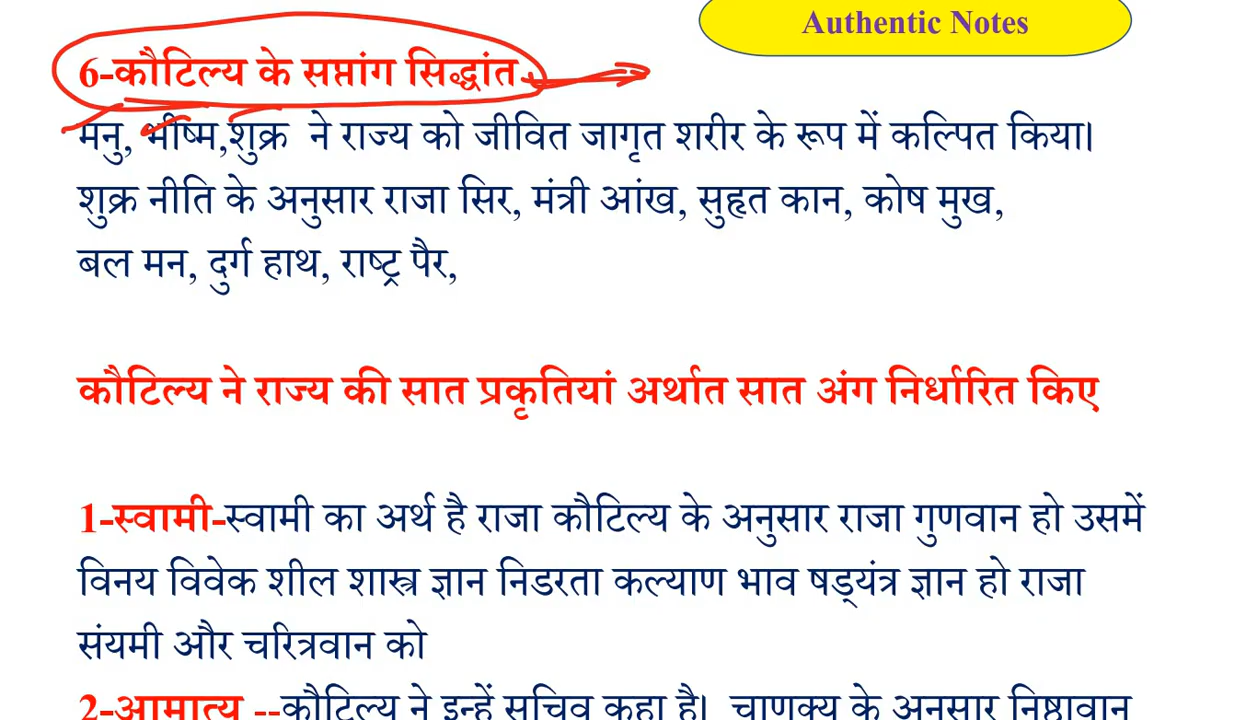 Authentic Notes
6-कौटिल्य के सप्तांग सिद्धांत
मनु, भीष्म,शुक्र ने राज्य को जीवित जागृत शरीर के रूप में कल्पित किया।
शुक्र नीति के अनुसार राजा सिर, मंत्री आंख, सुहृत कान, कोष मुख,
बल मन, दुर्ग हाथ, राष्ट्र पैर,
कौटिल्य ने राज्य की सात प्रकृतियां अर्थात सात अंग निर्धारित किए
1-स्वामी-स्वामी का अर्थ है राजा कौटिल्य के अनुसार राजा गुणवान हो उसमें
विनय विवेक शील शास्त्र ज्ञान निडरता कल्याण भाव षड्यंत्र ज्ञान हो राजा
संयमी और चरित्रवान को
2-आमात्य --कौटिल्य ने इन्हें सचिव कहा है। चाणक्य के अनुसार निष्ठावान